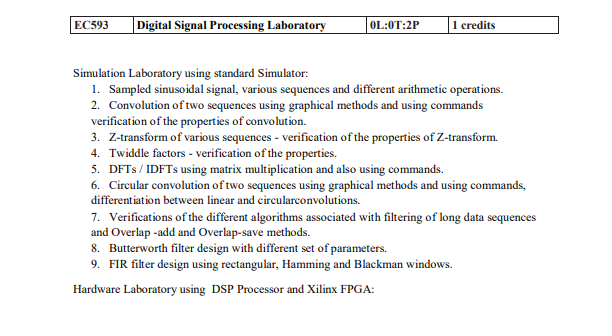 EC593 Digital Signal Processing Laboratory 0L:0T:2P 1 credits
Simulation Laboratory using standard Simulator:
1. Sampled sinusoidal signal, various sequences and different arithmetic operations.
2. Convolution of two sequences using graphical methods and using commands
verification of the properties of convolution.
3. Z-transform of various sequences - verification of the properties of Z-transform.
4. Twiddle factors - verification of the properties.
5. DFTs / IDFTs using matrix multiplication and also using commands.
6. Circular convolution of two sequences using graphical methods and using commands,
differentiation between linear and circularconvolutions.
7. Verifications of the different algorithms associated with filtering of long data sequences
and Overlap -add and Overlap-save methods.
8. Butterworth filter design with different set of parameters.
9. FIR filter design using rectangular, Hamming and Blackman windows.
Hardware Laboratory using DSP Processor and Xilinx FPGA: